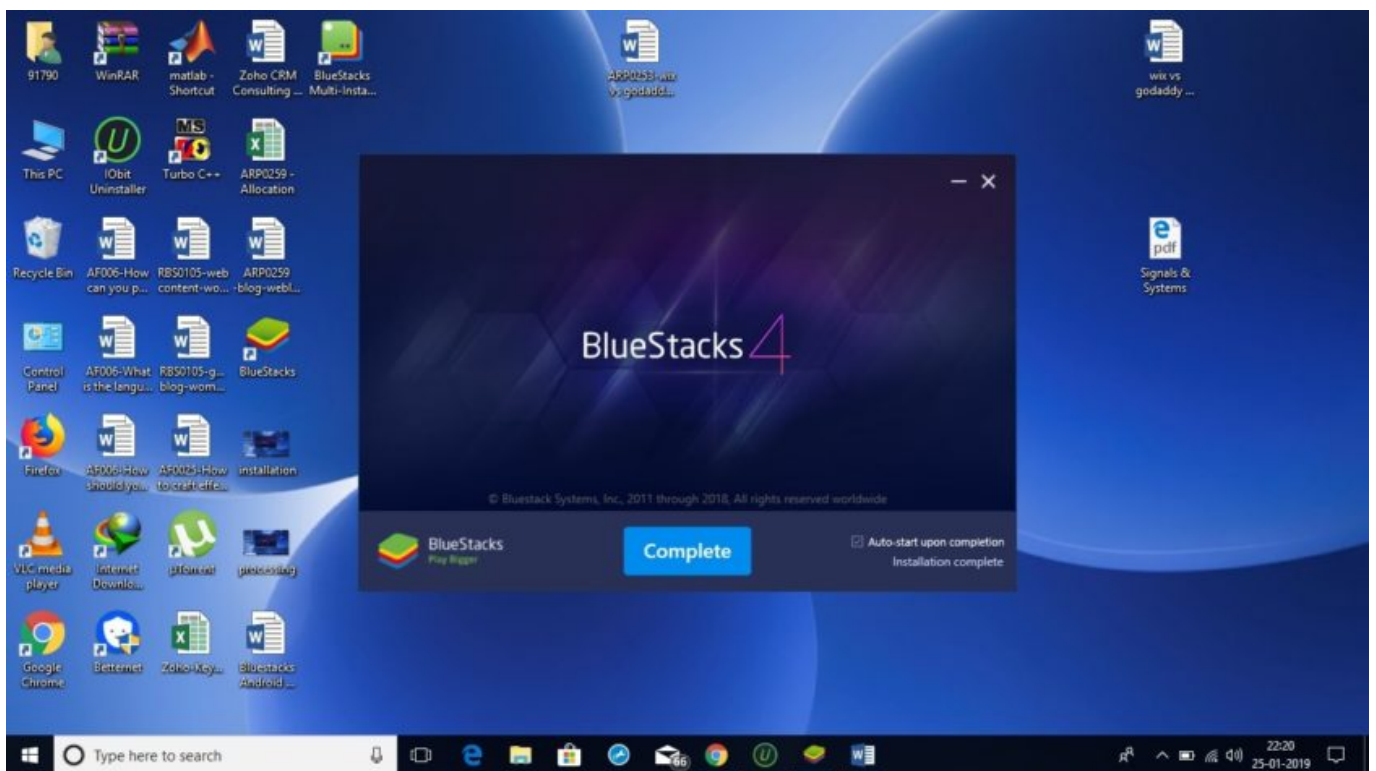 91790
WinRAR
matlab -
Shortcut
Zoho CRM
Consulting ...
BlueStacks
Multi-Insta...
ARP0253-wix
vs godadd...
wix vs
godaddy ...
This PC
IObit
Uninstaller
MS
Turbo C++
ARP0259 -
Allocation
Recycle Bin
AF006-How
can you p...
RBS0105-web
content-wo...
ARP0259
-blog-webl...
pdf
Signals &
Systems
Control
Panel
AF006-What
is the langu...
RBS0105-g...
blog-wom...
BlueStacks
Firefox
AF006-How
should yo...
AF0025-How
to craft effe...
installation
VLC media
player
Internet
Downlo...
µTorrent
processing
Google
Chrome
Betternet
Zoho-Key...
Bluestacks
Android ...
BlueStacks 4
© Bluestack Systems, Inc., 2011 through 2018, All rights reserved worldwide
BlueStacks
Play Bigger
Complete
Auto-start upon completion
Installation complete
Type here to search
66
22:20
25-01-2019